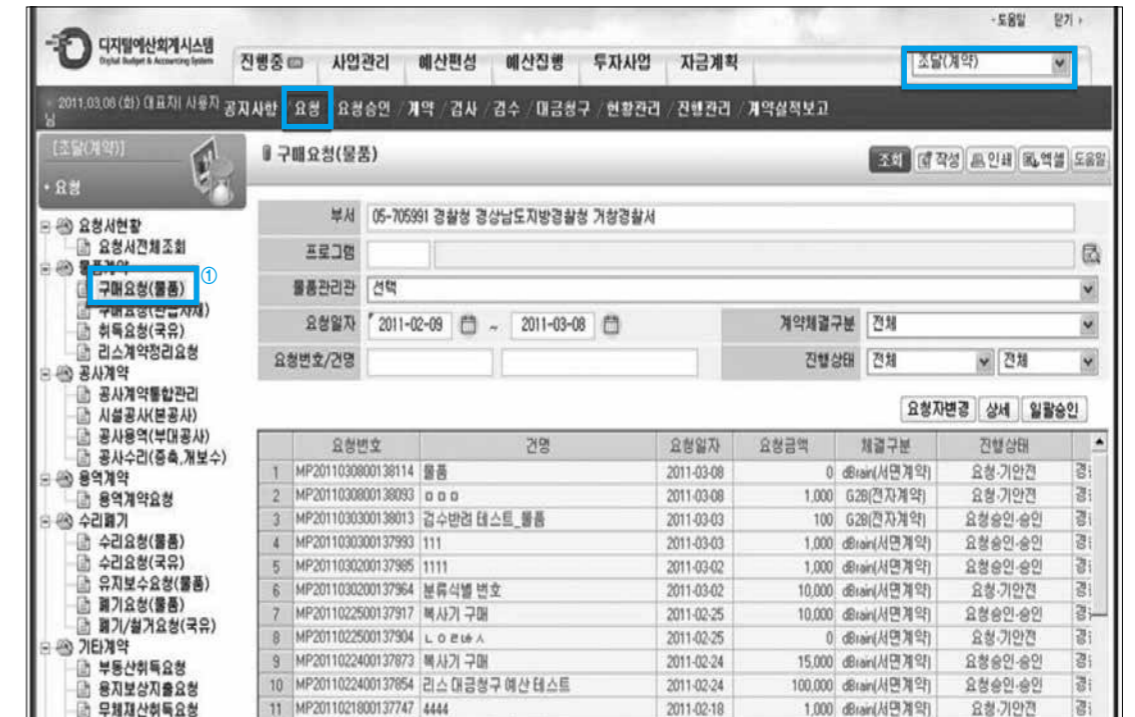 · 도움말 닫기
디지털예산회계시스템
Digital Budget & Accounting System
진행중 사업관리 예산편성 예산집행 투자사업 자금계획 조달(계약)
2011.03.08 (화) 대표자1 사용자님
공지사항 / 요청 / 요청승인 / 계약 / 검사 / 검수 / 대금청구 / 현황관리 / 진행관리 / 계약실적보고
[조달(계약)]
· 요청
구매요청(물품) 조회 작성 인쇄 엑셀 도움말
요청서현황
요청서전체조회
물품계약
구매요청(물품) ①
구매요청(관급자재)
취득요청(국유)
리스계약정리요청
공사계약
공사계약통합관리
시설공사(본공사)
공사용역(부대공사)
공사수리(증축,개보수)
용역계약
용역계약요청
수리폐기
수리요청(물품)
수리요청(국유)
유지보수요청(물품)
폐기요청(물품)
폐기/철거요청(국유)
기타계약
부동산취득요청
용지보상지출요청
무체재산취득요청
부서 05-705991 경찰청 경상남도지방경찰청 거창경찰서
프로그램
물품관리관 선택
요청일자 2011-02-09 ~ 2011-03-08 계약체결구분 전체
요청번호/건명 진행상태 전체 전체
요청자변경 상세 일괄승인
요청번호 건명 요청일자 요청금액 체결구분 진행상태
1 MP2011030800138114 물품 2011-03-08 0 dBrain(서면계약) 요청-기안전
2 MP2011030800138093 ㅁㅁㅁ 2011-03-08 1,000 G2B(전자계약) 요청-기안전
3 MP2011030300138013 검수반려 테스트_물품 2011-03-03 100 G2B(전자계약) 요청승인-승인
4 MP2011030300137993 111 2011-03-03 1,000 dBrain(서면계약) 요청승인-승인
5 MP2011030200137985 1111 2011-03-02 1,000 dBrain(서면계약) 요청승인-승인
6 MP2011030200137964 분류식별 번호 2011-03-02 10,000 dBrain(서면계약) 요청-기안전
7 MP2011022500137917 복사기 구매 2011-02-25 10,000 dBrain(서면계약) 요청승인-승인
8 MP2011022500137904 2011-02-25 0 dBrain(서면계약) 요청-기안전
9 MP2011022400137873 복사기 구매 2011-02-24 15,000 dBrain(서면계약) 요청승인-승인
10 MP2011022400137854 리스 대금청구 예산 테스트 2011-02-24 100,000 dBrain(서면계약) 요청승인-승인
11 MP2011021800137747 4444 2011-02-18 1,000 dBrain(서면계약) 요청-기안전